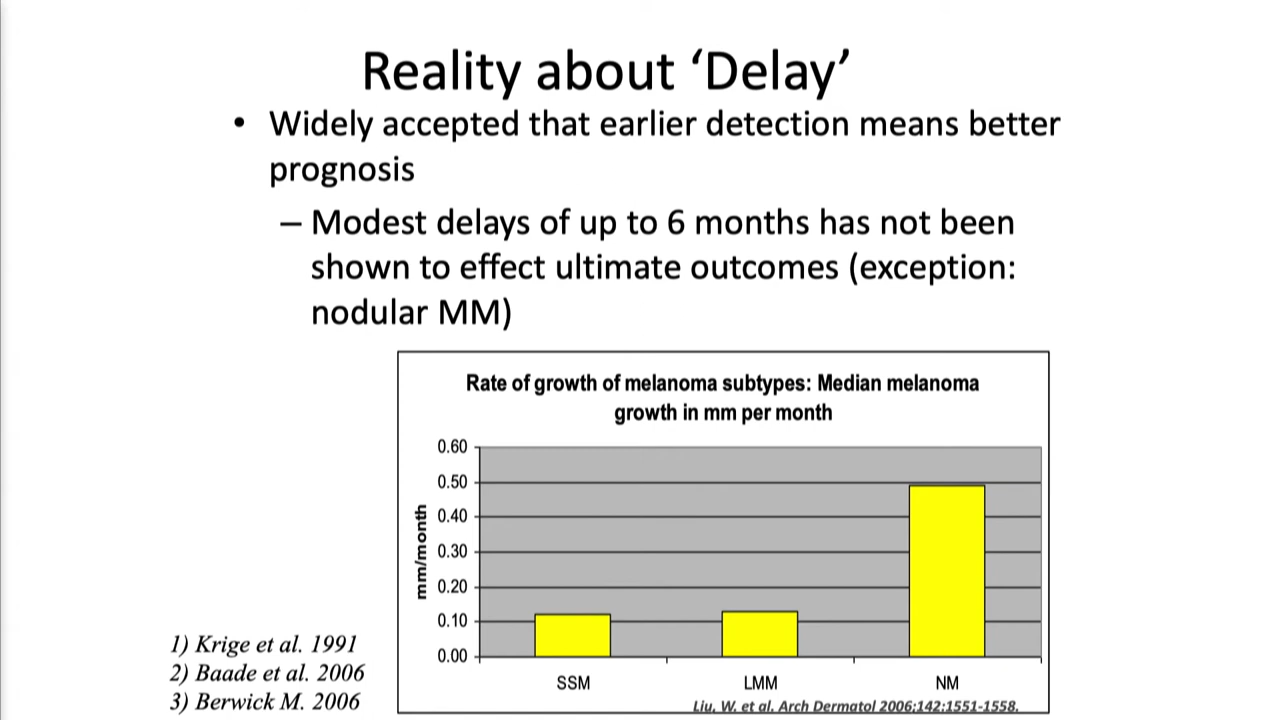 Reality about ‘Delay’
• Widely accepted that earlier detection means better
prognosis
– Modest delays of up to 6 months has not been
shown to effect ultimate outcomes (exception:
nodular MM)
Rate of growth of melanoma subtypes: Median melanoma
growth in mm per month
mm/month
0.60
0.50
0.40
0.30
0.20
0.10
0.00
SSM LMM NM
Liu, W. et al. Arch Dermatol 2006;142:1551-1558.
1) Krige et al. 1991
2) Baade et al. 2006
3) Berwick M. 2006